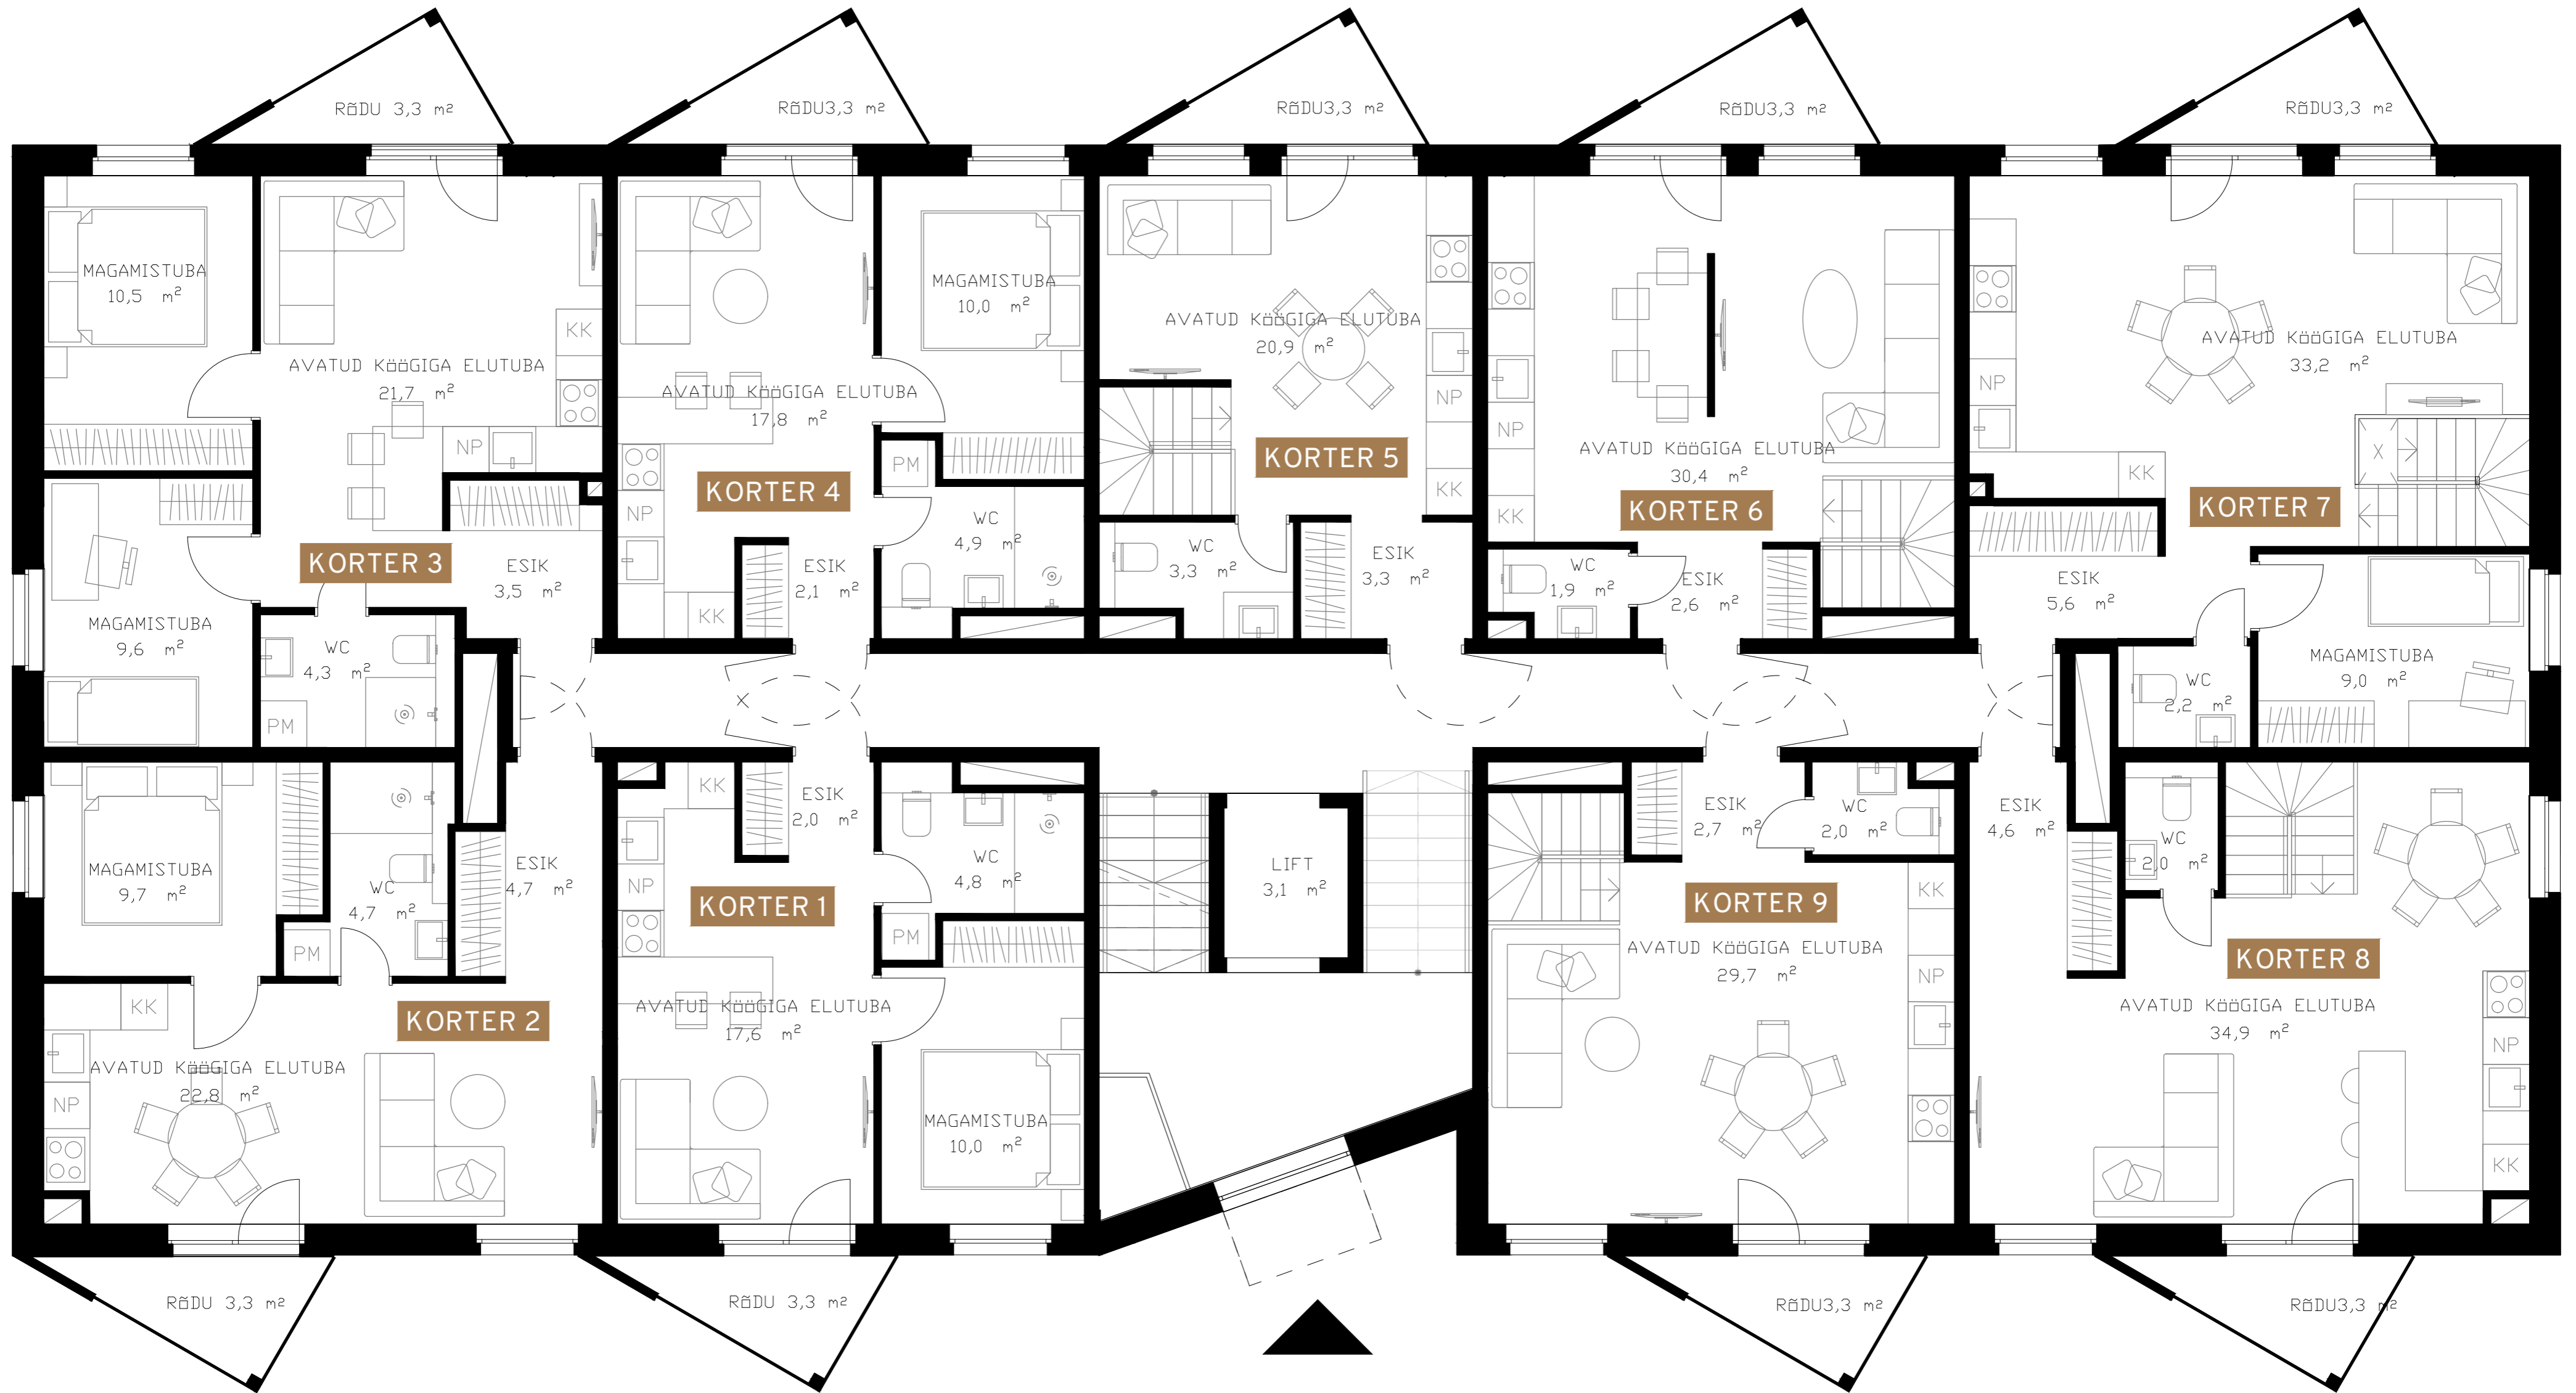 RÕDU 3,3 m²
RÕDU3,3 m²
RÕDU3,3 m²
RÕDU3,3 m²
RÕDU3,3 m²
MAGAMISTUBA
10,5 m²
AVATUD KÖÖGIGA ELUTUBA
21,7 m²
KK
NP
KORTER 3
ESIK
3,5 m²
MAGAMISTUBA
9,6 m²
WC
4,3 m²
PM
AVATUD KÖÖGIGA ELUTUBA
17,8 m²
MAGAMISTUBA
10,0 m²
PM
KORTER 4
NP
KK
ESIK
2,1 m²
WC
4,9 m²
AVATUD KÖÖGIGA ELUTUBA
20,9 m²
NP
KORTER 5
KK
WC
3,3 m²
ESIK
3,3 m²
AVATUD KÖÖGIGA ELUTUBA
30,4 m²
NP
KORTER 6
KK
WC
1,9 m²
ESIK
2,6 m²
AVATUD KÖÖGIGA ELUTUBA
33,2 m²
NP
KK
X
KORTER 7
ESIK
5,6 m²
MAGAMISTUBA
9,0 m²
WC
2,2 m²
MAGAMISTUBA
9,7 m²
WC
4,7 m²
PM
ESIK
4,7 m²
KK
KORTER 2
AVATUD KÖÖGIGA ELUTUBA
22,8 m²
NP
KK
ESIK
2,0 m²
NP
WC
4,8 m²
KORTER 1
PM
AVATUD KÖÖGIGA ELUTUBA
17,6 m²
MAGAMISTUBA
10,0 m²
LIFT
3,1 m²
ESIK
2,7 m²
WC
2,0 m²
KK
KORTER 9
AVATUD KÖÖGIGA ELUTUBA
29,7 m²
NP
ESIK
4,6 m²
WC
2,0 m²
KORTER 8
AVATUD KÖÖGIGA ELUTUBA
34,9 m²
NP
KK
RÕDU 3,3 m²
RÕDU 3,3 m²
RÕDU3,3 m²
RÕDU3,3 m²